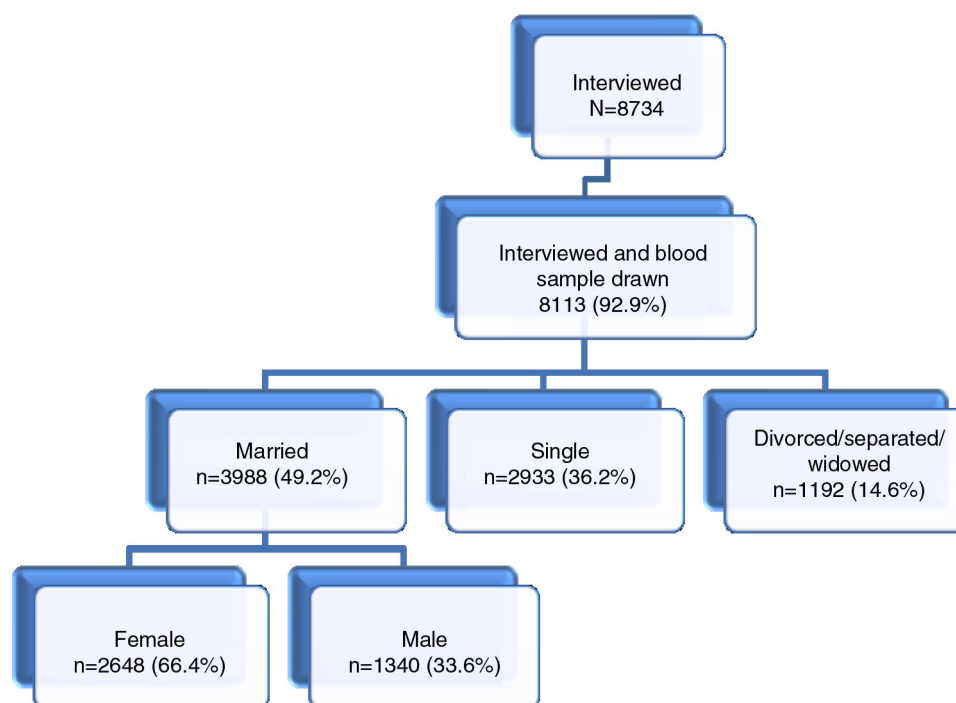 Interviewed
N=8734
Interviewed and blood
sample drawn
8113 (92.9%)
Married
n=3988 (49.2%)
Single
n=2933 (36.2%)
Divorced/separated/
widowed
n=1192 (14.6%)
Female
n=2648 (66.4%)
Male
n=1340 (33.6%)